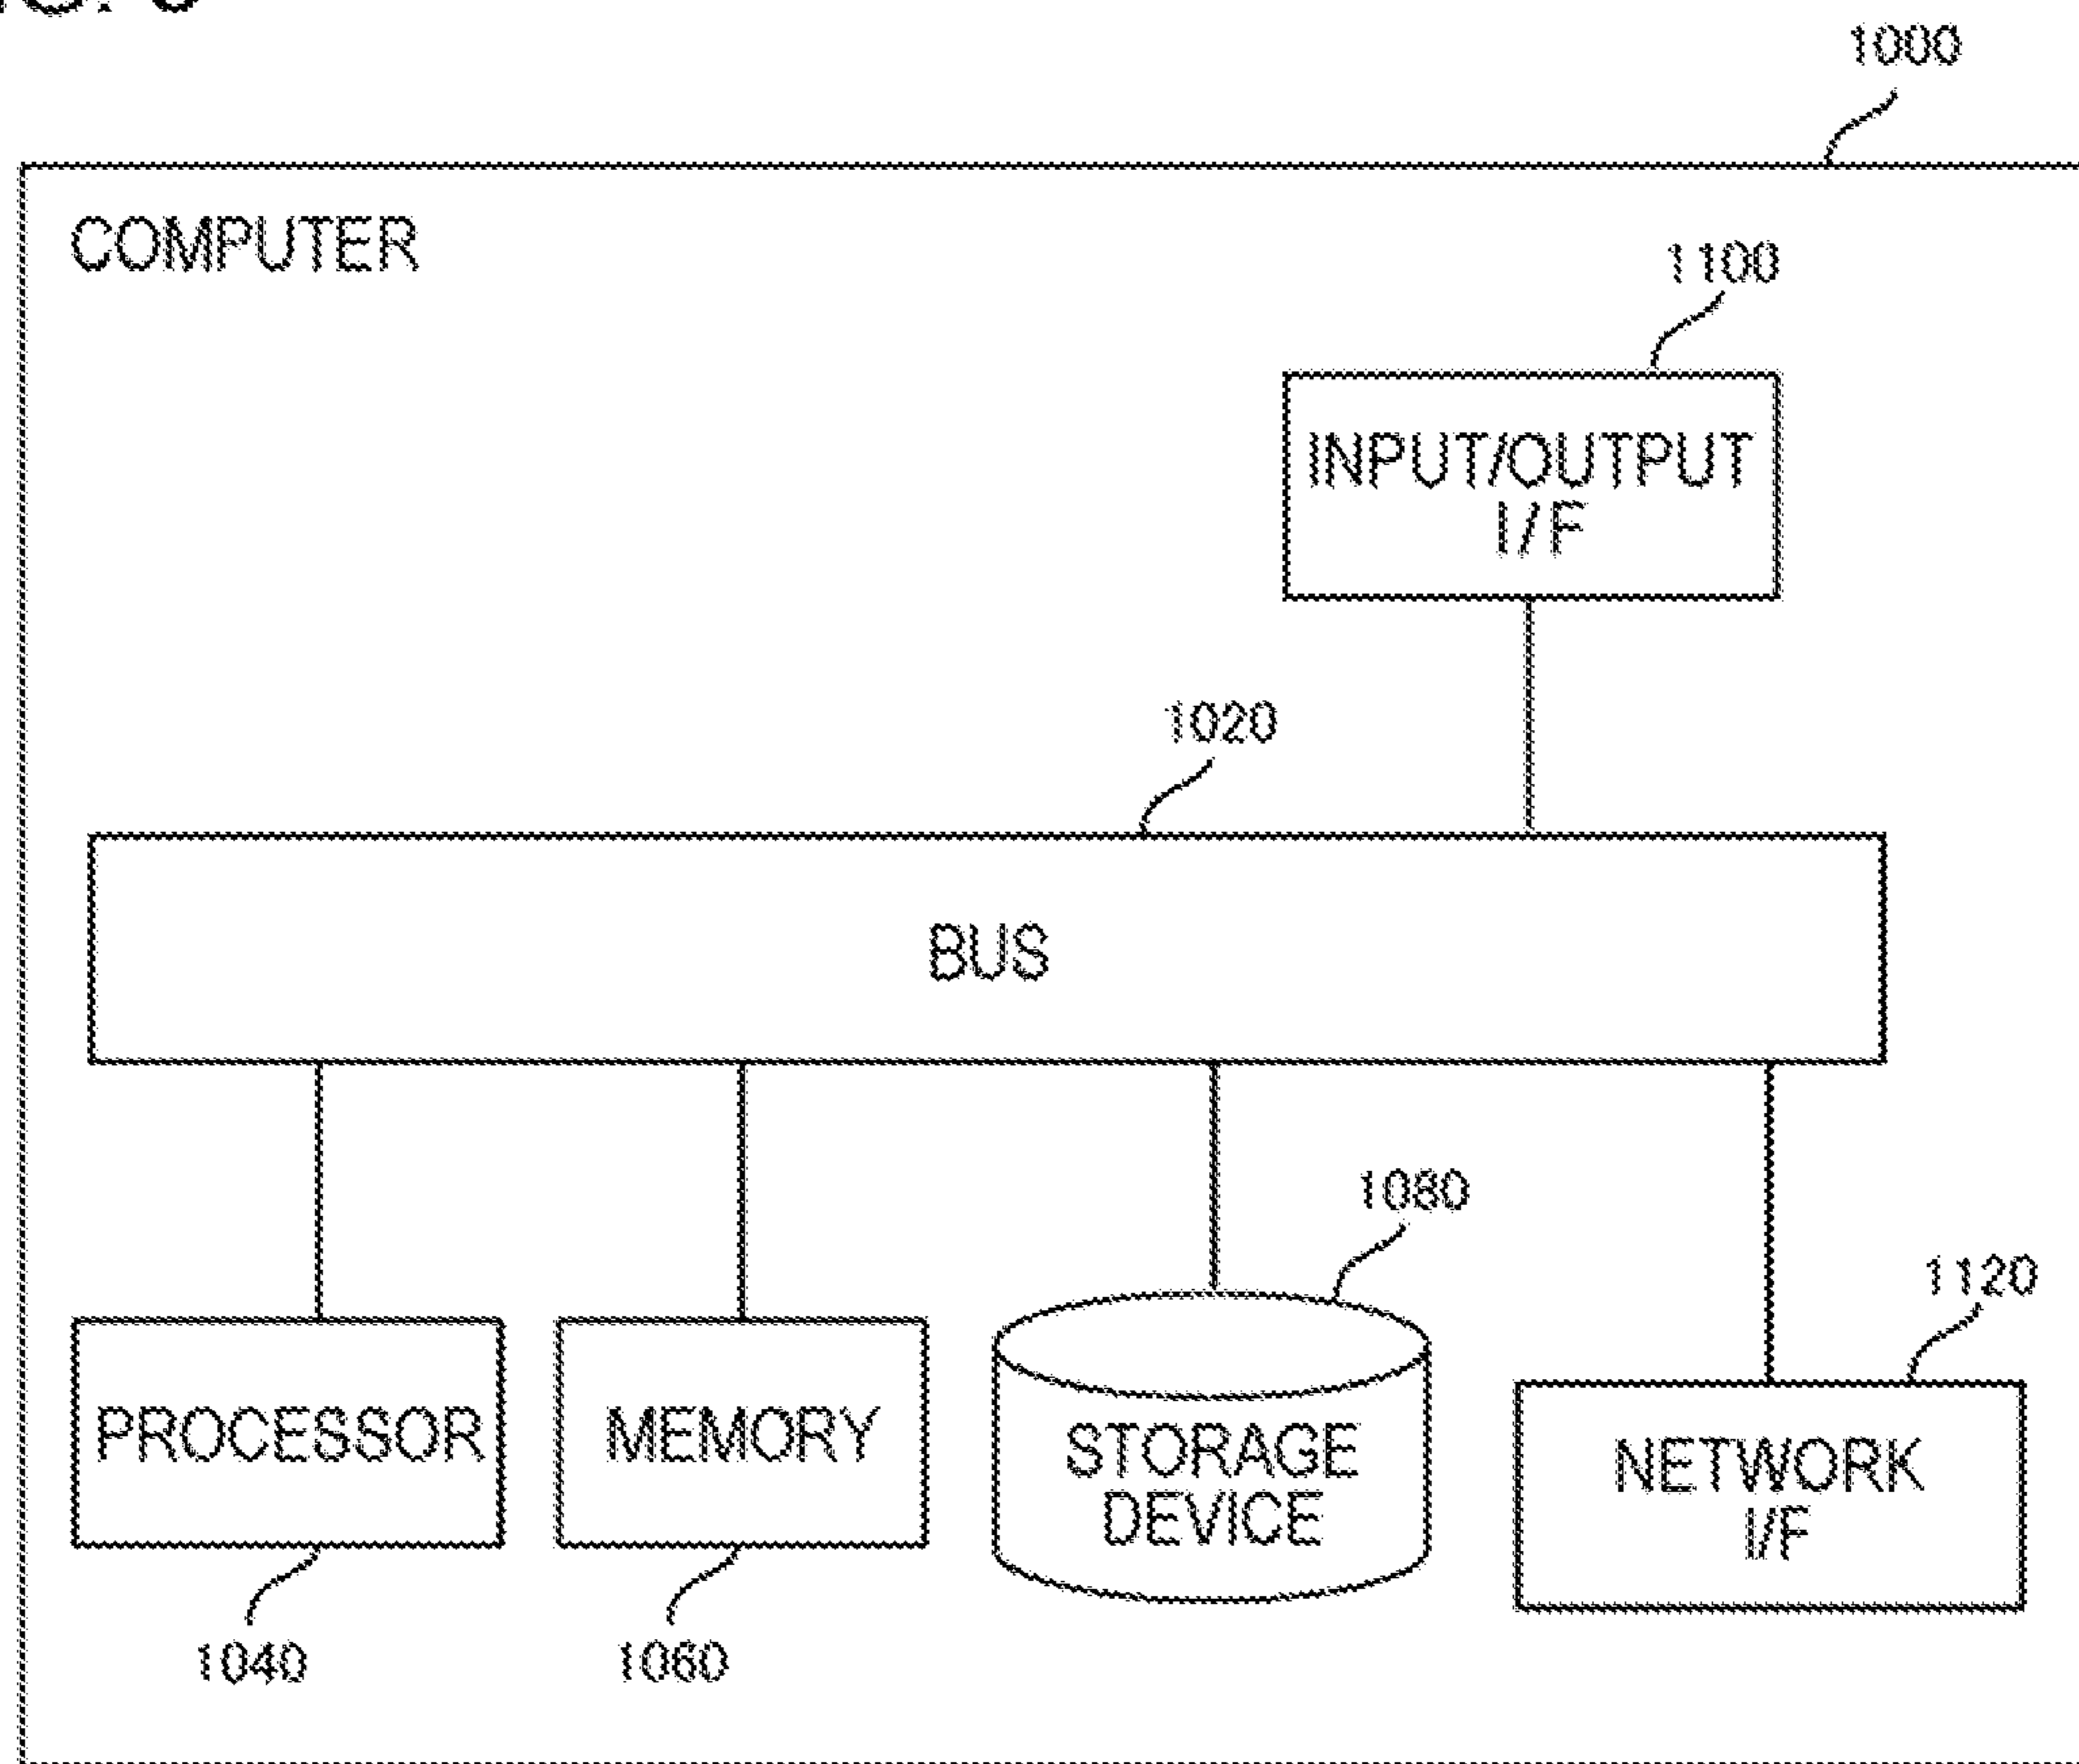 1000
COMPUTER
1100
INPUT/OUTPUT
I/F
1020
BUS
1080
1120
PROCESSOR
MEMORY
STORAGE
DEVICE
NETWORK
I/F
1040
1060